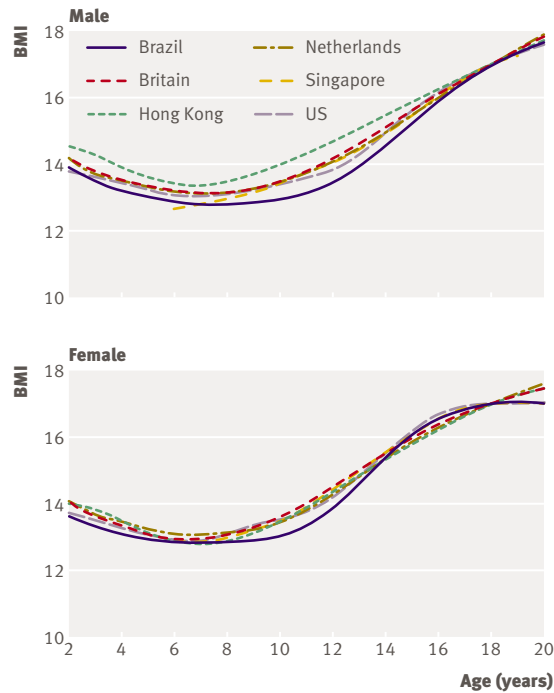 Male
BMI
18
Brazil
Netherlands
Britain
Singapore
Hong Kong
US
16
14
12
10
Female
BMI
18
16
14
12
10
2 4 6 8 10 12 14 16 18 20
Age (years)